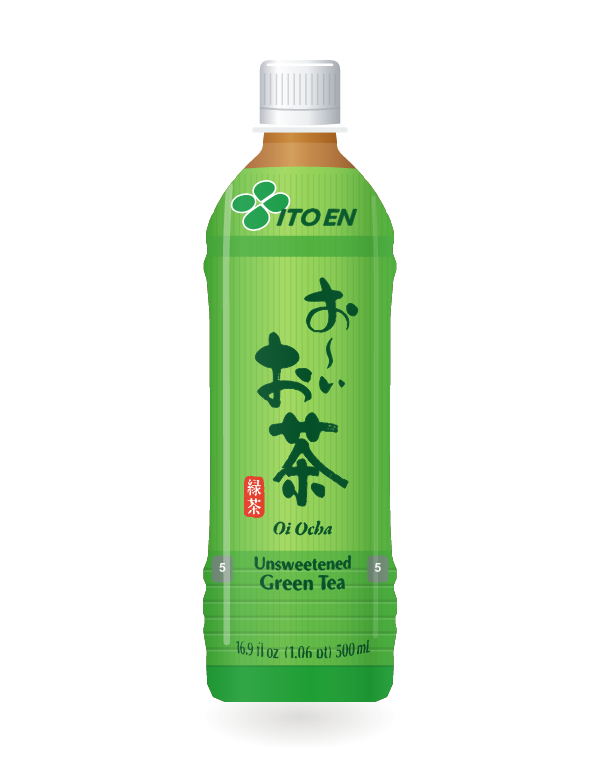 ITO EN
お〜い
お茶
緑茶
Oi Ocha
5
5
Unsweetened
Green Tea
16.9 fl oz (1.06 pt) 500 mL